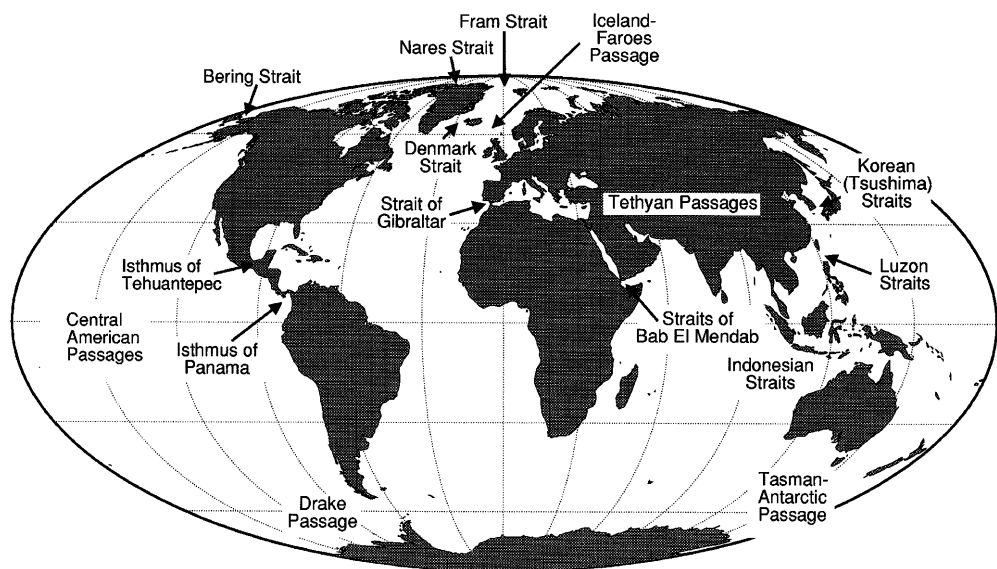 Fram Strait
Iceland-
Faroes
Passage
Nares Strait
Bering Strait
Denmark
Strait
Korean
(Tsushima)
Straits
Strait of
Gibraltar
Tethyan Passages
Isthmus of
Tehuantepec
Luzon
Straits
Central
American
Passages
Isthmus of
Panama
Straits of
Bab El Mendab
Indonesian
Straits
Drake
Passage
Tasman-
Antarctic
Passage